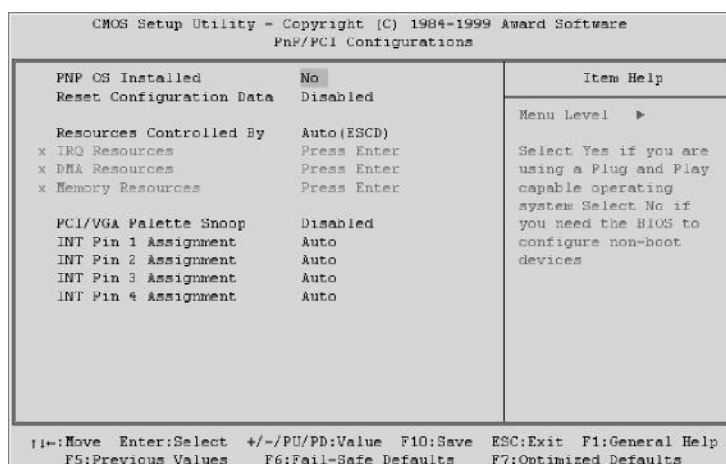 CMOS Setup Utility - Copyright (C) 1984-1999 Award Software
PnP/PCI Configurations
PNP OS Installed No
Reset Configuration Data Disabled
Resources Controlled By Auto(ESCD)
x IRQ Resources Press Enter
x DMA Resources Press Enter
x Memory Resources Press Enter
PCI/VGA Palette Snoop Disabled
INT Pin 1 Assignment Auto
INT Pin 2 Assignment Auto
INT Pin 3 Assignment Auto
INT Pin 4 Assignment Auto
Item Help
Menu Level ▶
Select Yes if you are
using a Plug and Play
capable operating
system Select No if
you need the BIOS to
configure non-boot
devices
↑↓←:Move Enter:Select +/-/PU/PD:Value F10:Save ESC:Exit F1:General Help
F5:Previous Values F6:Fail-Safe Defaults F7:Optimized Defaults